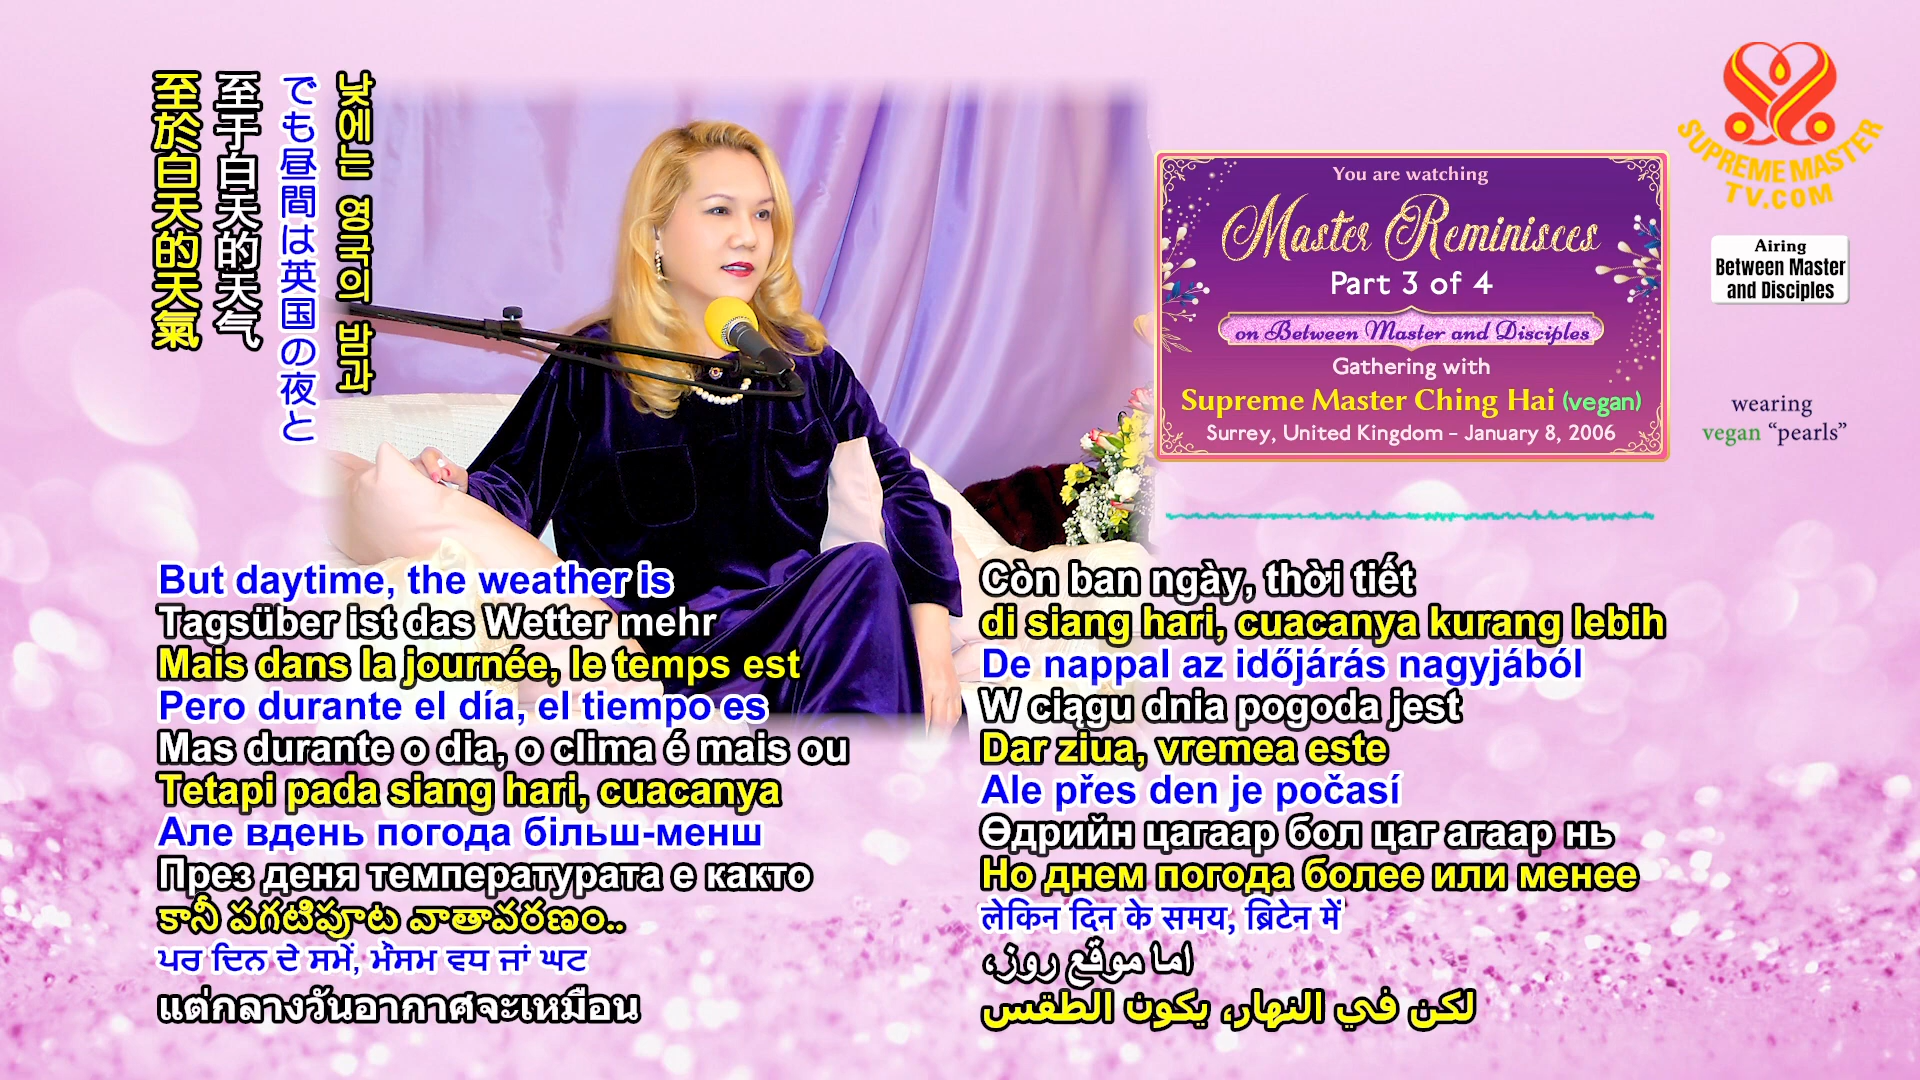 至於白天的天氣
至于白天的天气
でも昼間は英国の夜と
낮에는 영국의 밤과
SUPREME MASTER
TV.COM
You are watching
Master Reminisces
Part 3 of 4
on Between Master and Disciples
Gathering with
Supreme Master Ching Hai (vegan)
Surrey, United Kingdom – January 8, 2006
Airing
Between Master
and Disciples
wearing
vegan “pearls”
But daytime, the weather is
Tagsüber ist das Wetter mehr
Mais dans la journée, le temps est
Pero durante el día, el tiempo es
Mas durante o dia, o clima é mais ou
Tetapi pada siang hari, cuacanya
Але вдень погода більш-менш
През деня температурата е както
కానీ పగటిపూట వాతావరణం..
ਪਰ ਦਿਨ ਦੇ ਸਮੇਂ, ਮੌਸਮ ਵਧ ਜਾਂ ਘਟ
แต่กลางวันอากาศจะเหมือน
Còn ban ngày, thời tiết
di siang hari, cuacanya kurang lebih
De nappal az időjárás nagyjából
W ciągu dnia pogoda jest
Dar ziua, vremea este
Ale přes den je počasí
Өдрийн цагаар бол цаг агаар нь
Но днем погода более или менее
लेकिन दिन के समय, ब्रिटेन में
اما موقع روز،
لكن في النهار، يكون الطقس